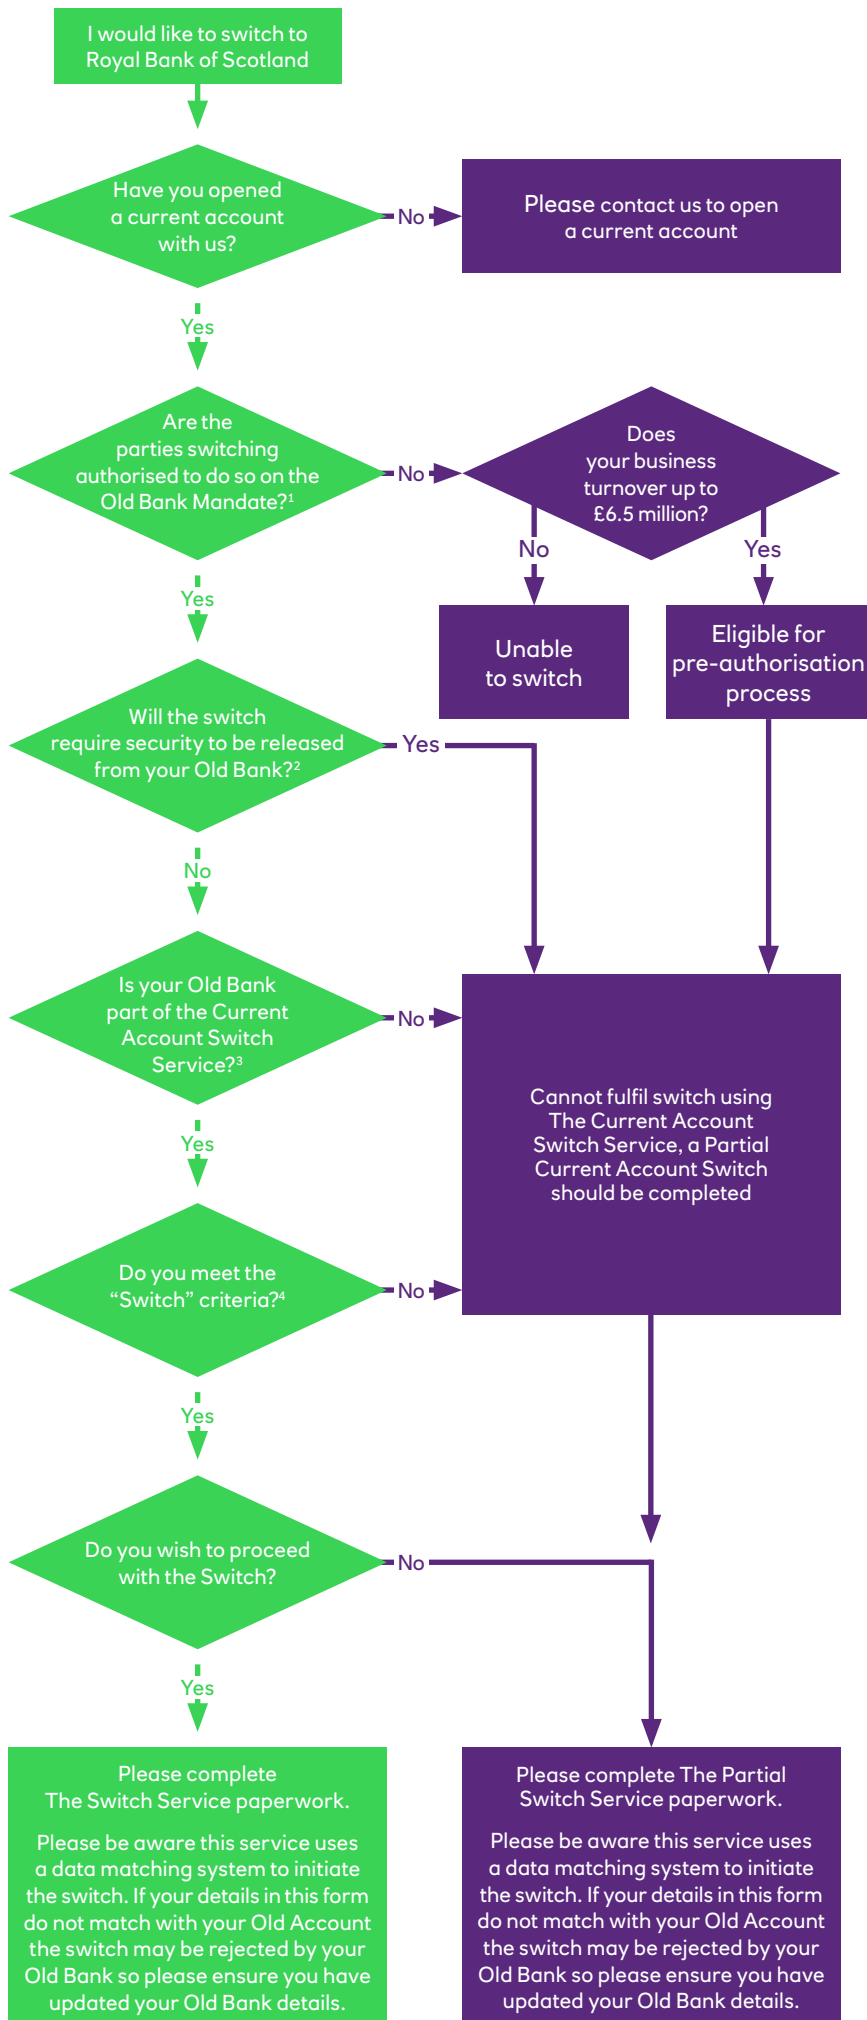 I would like to switch to
Royal Bank of Scotland
Have you opened
a current account
with us?
No
Please contact us to open
a current account
Yes
Are the
parties switching
authorised to do so on the
Old Bank Mandate?¹
No
Does
your business
turnover up to
£6.5 million?
No
Yes
Yes
Unable
to switch
Eligible for
pre-authorisation
process
Will the switch
require security to be released
from your Old Bank?²
Yes
No
Is your Old Bank
part of the Current
Account Switch
Service?³
No
Cannot fulfil switch using
The Current Account
Switch Service, a Partial
Current Account Switch
should be completed
Yes
Do you meet the
“Switch” criteria?⁴
No
Yes
Do you wish to proceed
with the Switch?
No
Yes
Please complete
The Switch Service paperwork.
Please be aware this service uses
a data matching system to initiate
the switch. If your details in this form
do not match with your Old Account
the switch may be rejected by your
Old Bank so please ensure you have
updated your Old Bank details.
Please complete The Partial
Switch Service paperwork.
Please be aware this service uses
a data matching system to initiate
the switch. If your details in this form
do not match with your Old Account
the switch may be rejected by your
Old Bank so please ensure you have
updated your Old Bank details.